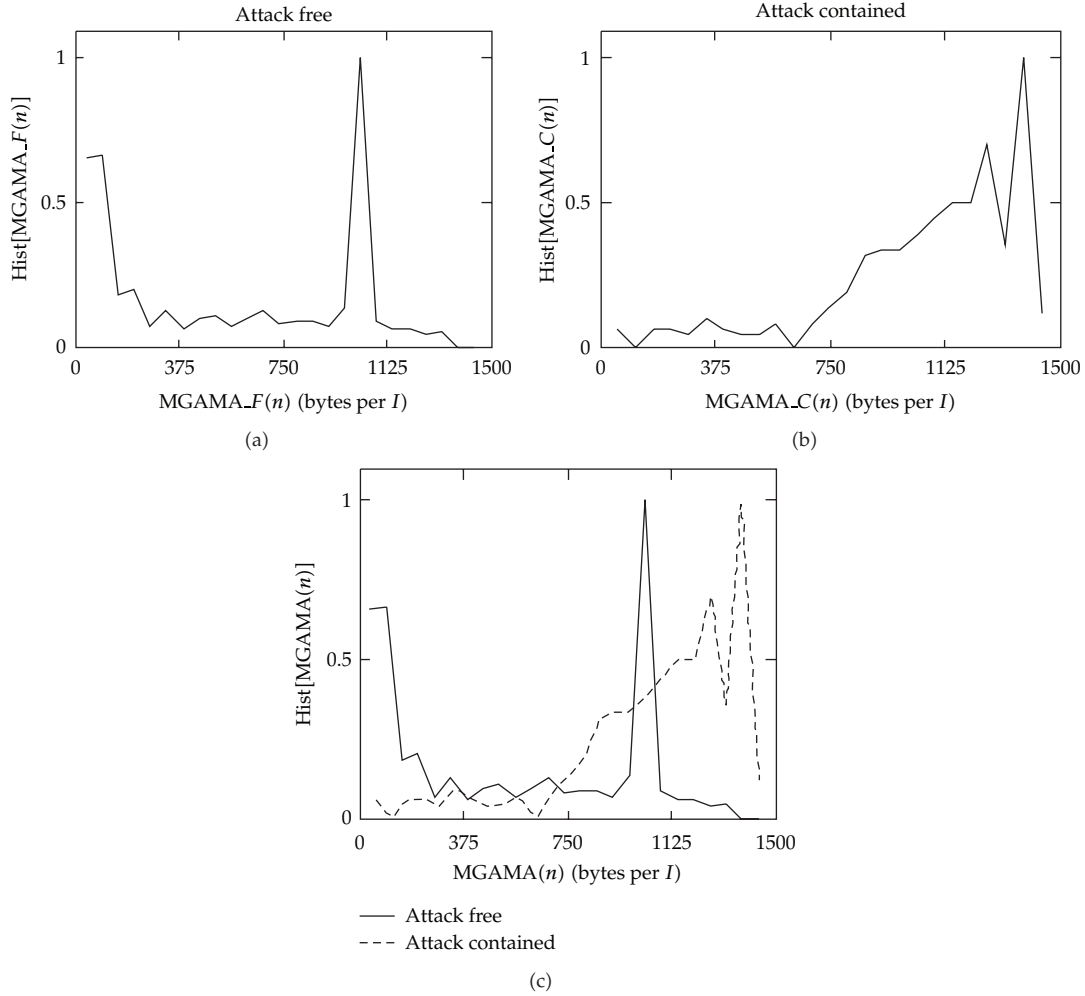 Attack free
1
0.5
0
Hist[MGAMA_F(n)]
0 375 750 1125 1500
MGAMA_F(n) (bytes per I)
(a)
Attack contained
1
0.5
0
Hist[MGAMA_C(n)]
0 375 750 1125 1500
MGAMA_C(n) (bytes per I)
(b)
1
0.5
0
Hist[MGAMA(n)]
0 375 750 1125 1500
MGAMA(n) (bytes per I)
Attack free
Attack contained
(c)